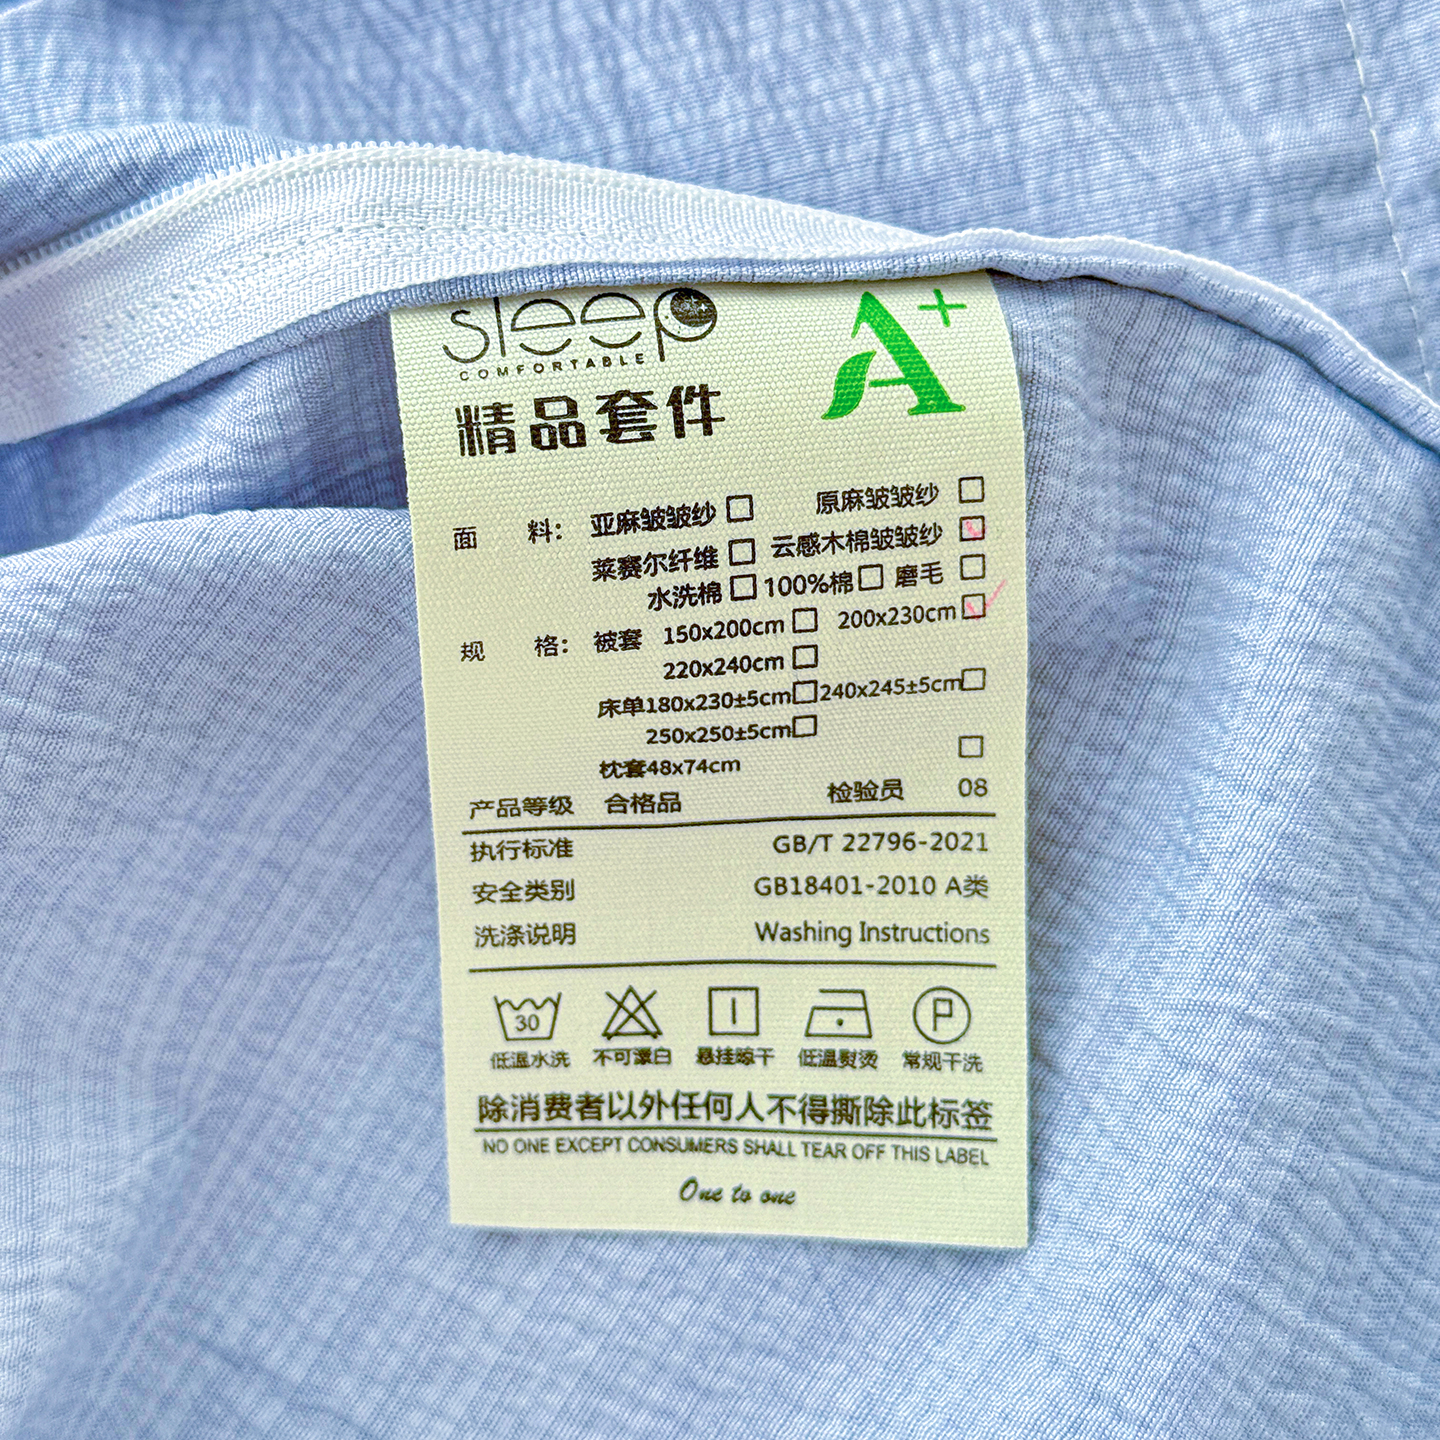 sleep
COMFORTABLE
A+
精品套件
面 料： 亚麻皱皱纱 □ 原麻皱皱纱 □
莱赛尔纤维 □ 云感木棉皱皱纱 ☑
水洗棉 □ 100%棉 □ 磨毛 □
规 格： 被套 150x200cm □ 200x230cm ☑
220x240cm □
床单180x230±5cm □ 240x245±5cm □
250x250±5cm □
枕套48x74cm □
产品等级 合格品 检验员 08
执行标准 GB/T 22796-2021
安全类别 GB18401-2010 A类
洗涤说明 Washing Instructions
30 P
低温水洗 不可漂白 悬挂晾干 低温熨烫 常规干洗
除消费者以外任何人不得撕除此标签
NO ONE EXCEPT CONSUMERS SHALL TEAR OFF THIS LABEL
One to one